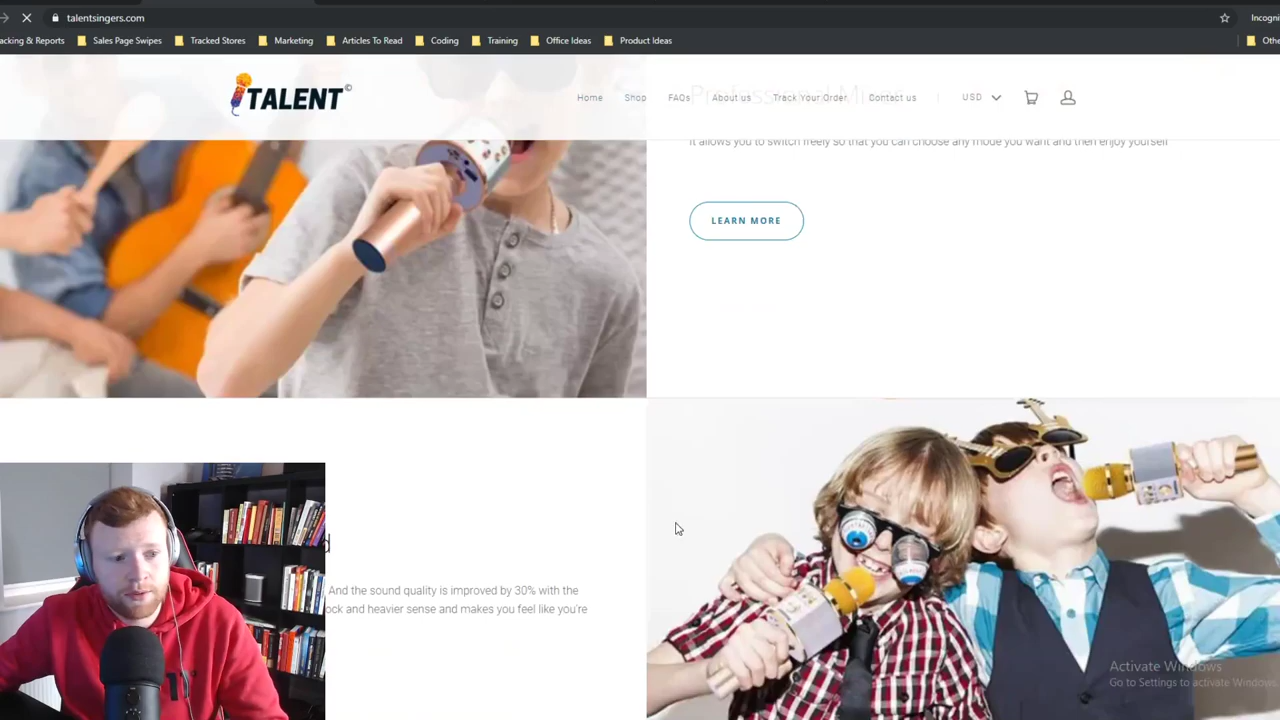 talentsingers.com
Incogni
acking & Reports
Sales Page Swipes
Tracked Stores
Marketing
Articles To Read
Coding
Training
Office Ideas
Product Ideas
Othe
TALENT©
Home
Shop
FAQs
About us
Track Your Order
Contact us
USD
Professional Mi
It allows you to switch freely so that you can choose any mode you want and then enjoy yourself
LEARN MORE
d
And the sound quality is improved by 30% with the
ock and heavier sense and makes you feel like you're
Activate Windows
Go to Settings to activate Windows.